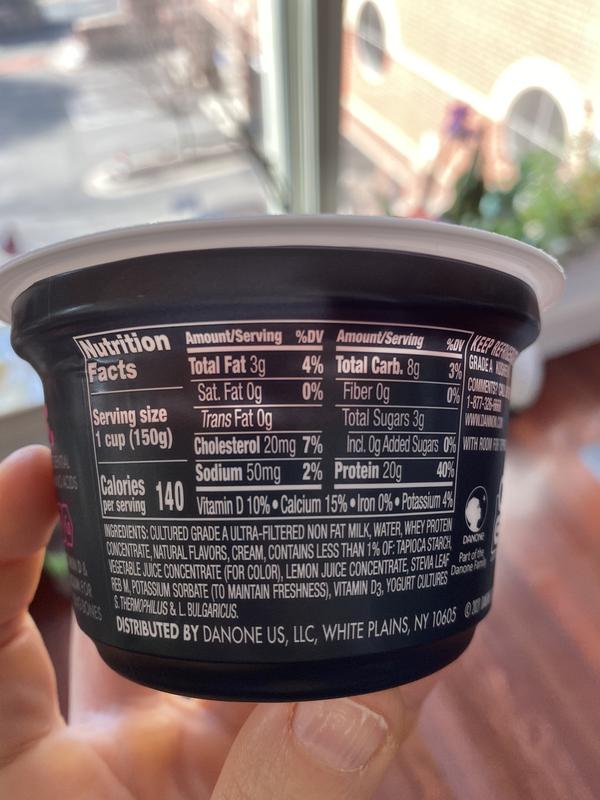 Nutrition
Facts
Serving size
1 cup (150g)
Calories
per serving 140
Amount/Serving %DV
Total Fat 3g 4%
Sat. Fat 0g 0%
Trans Fat 0g
Cholesterol 20mg 7%
Sodium 50mg 2%
Amount/Serving %DV
Total Carb. 8g 3%
Fiber 0g 0%
Total Sugars 3g
Incl. 0g Added Sugars 0%
Protein 20g 40%
Vitamin D 10% • Calcium 15% • Iron 0% • Potassium 4%
INGREDIENTS: CULTURED GRADE A ULTRA-FILTERED NON FAT MILK, WATER, WHEY PROTEIN
CONCENTRATE, NATURAL FLAVORS, CREAM, CONTAINS LESS THAN 1% OF: TAPIOCA STARCH,
VEGETABLE JUICE CONCENTRATE (FOR COLOR), LEMON JUICE CONCENTRATE, STEVIA LEAF
REB M, POTASSIUM SORBATE (TO MAINTAIN FRESHNESS), VITAMIN D3, YOGURT CULTURES
S. THERMOPHILUS & L. BULGARICUS.
DISTRIBUTED BY DANONE US, LLC, WHITE PLAINS, NY 10605
KEEP
GRADE A
COMMENTS?
WITH ROOM FOR
DANONE
Part of the
Danone Family
ACIDS
FOR
BONES